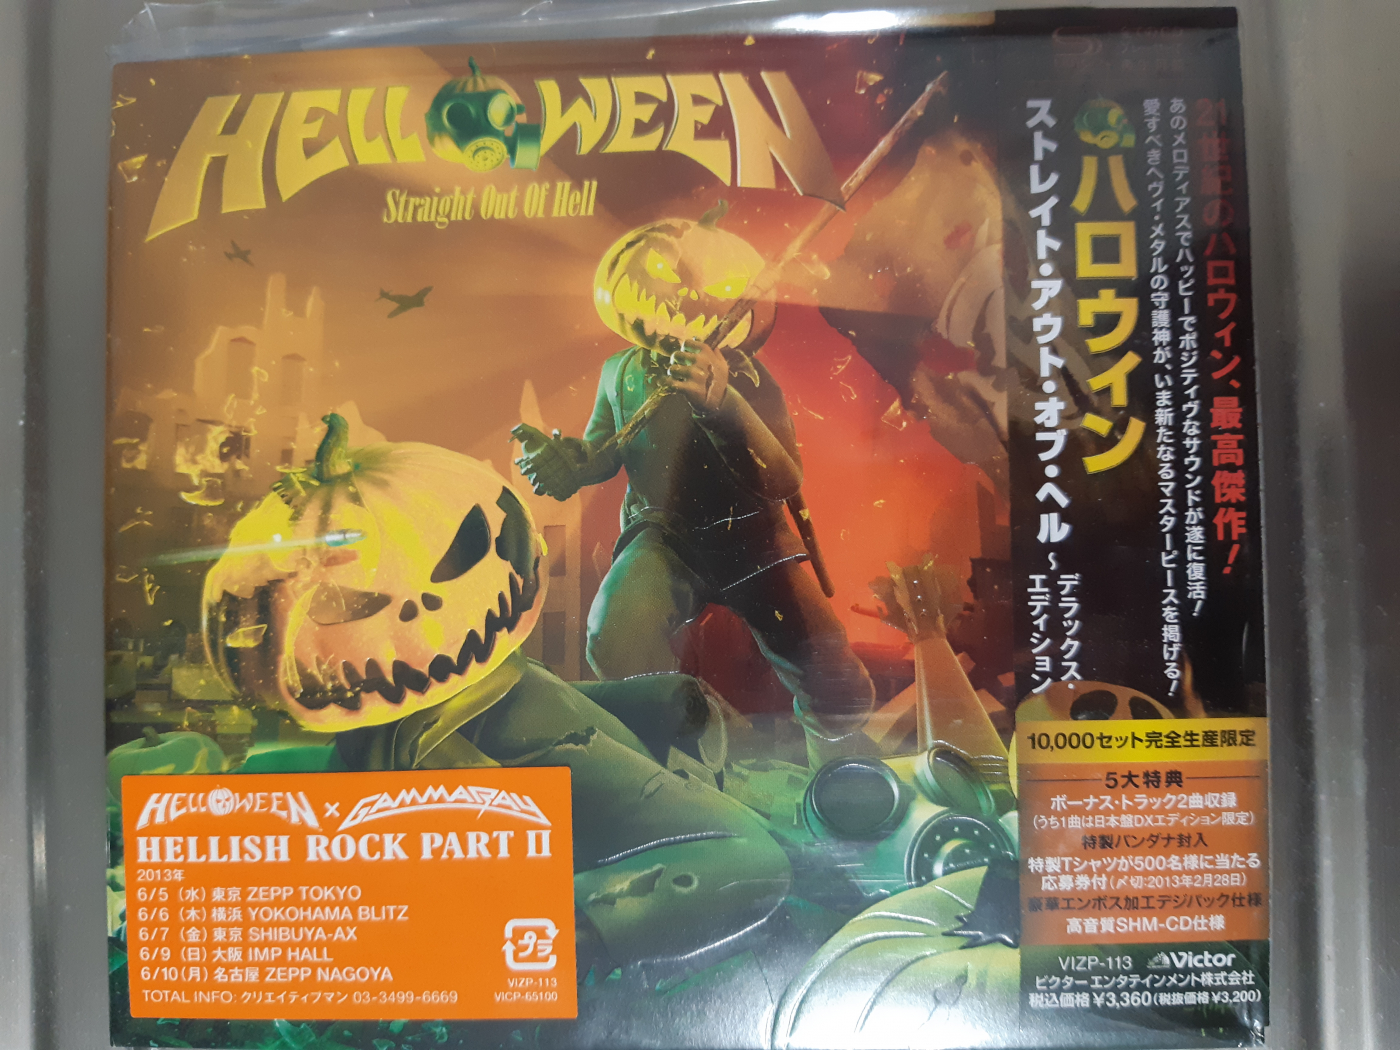 HELLOWEEN
Straight Out Of Hell
21世紀のハロウィン、最高傑作!
あのメロディアスでハッピーでポジティヴなサウンドが遂に復活!
愛すべきヘヴィ・メタルの守護神が、いま新たなるマスターピースを掲げる!
ハロウィン
ストレイト・アウト・オブ・ヘル~デラックス・
エディション
10,000セット完全生産限定
5大特典
ボーナス・トラック2曲収録
(うち1曲は日本盤DXエディション限定)
特製バンダナ封入
特製Tシャツが500名様に当たる
応募券付(〆切:2013年2月28日)
豪華エンボス加工デジパック仕様
高音質SHM-CD仕様
VIZP-113 Victor
ビクターエンタテインメント株式会社
税込価格¥3,360(税抜価格¥3,200)
HELLOWEEN × GAMMARAY
HELLISH ROCK PART II
2013年
6/5(水)東京 ZEPP TOKYO
6/6(木)横浜 YOKOHAMA BLITZ
6/7(金)東京 SHIBUYA-AX
6/9(日)大阪 IMP HALL
6/10(月)名古屋 ZEPP NAGOYA
TOTAL INFO: クリエイティブマン 03-3499-6669
プラ
VIZP-113
VICP-65100